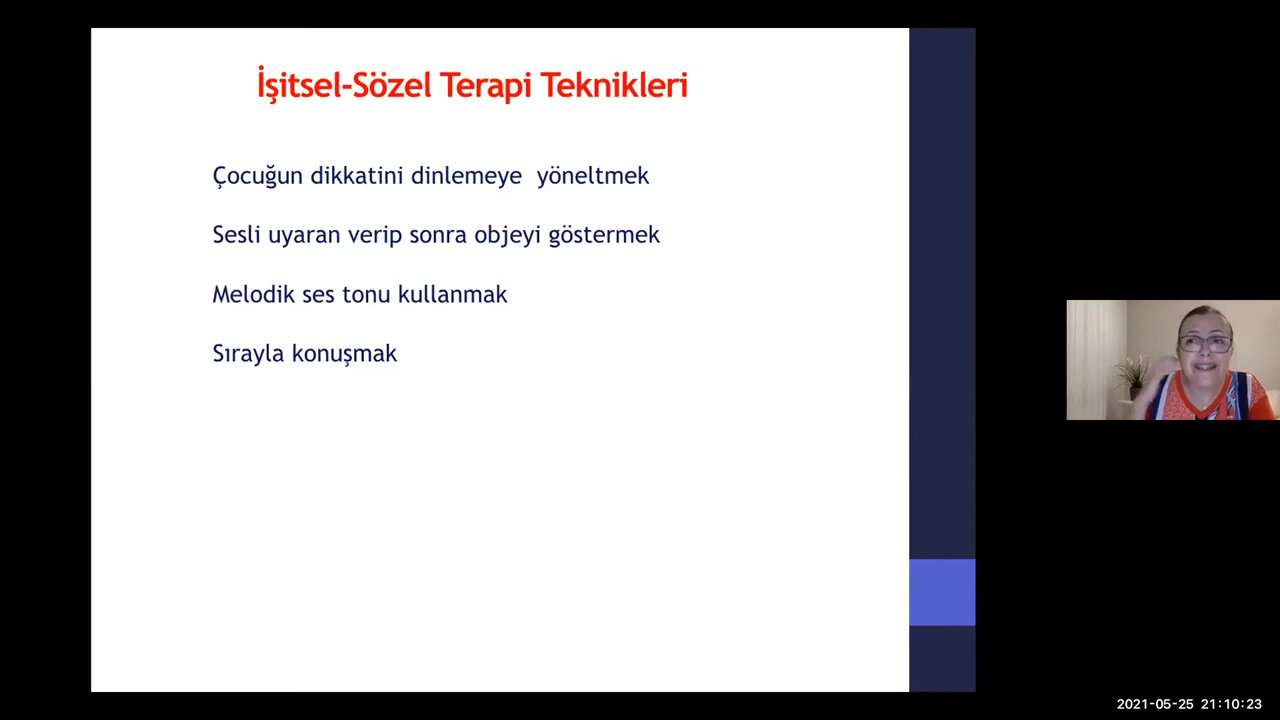 İşitsel-Sözel Terapi Teknikleri
Çocuğun dikkatini dinlemeye  yöneltmek
Sesli uyaran verip sonra objeyi göstermek
Melodik ses tonu kullanmak
Sırayla konuşmak
2021-05-25 21:10:23